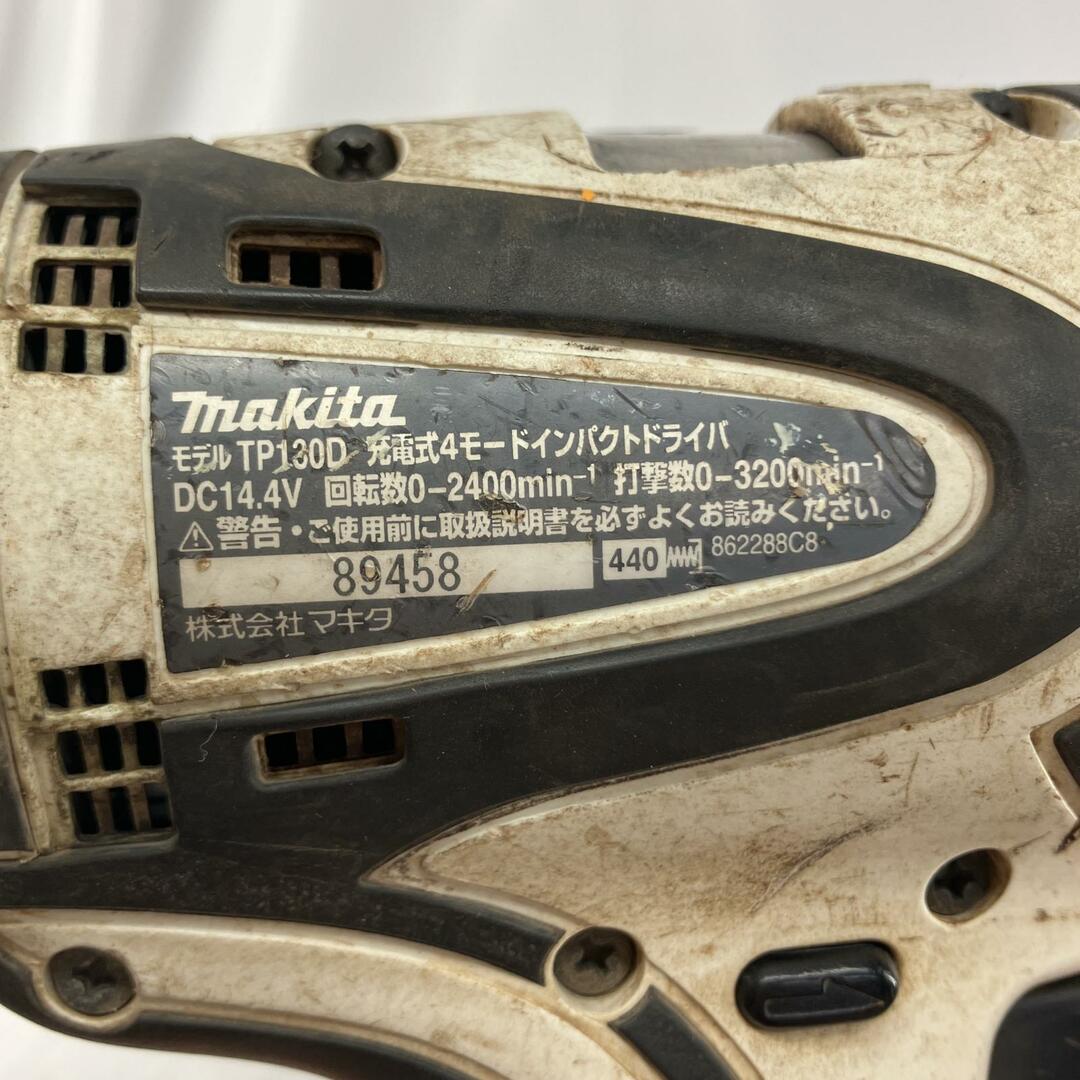 makita
モデル TP130D 充電式4モードインパクトドライバ
DC14.4V 回転数0-2400min⁻¹ 打撃数0-3200min⁻¹
⚠警告・ご使用前に取扱説明書を必ずよくお読みください。
89458 440 862288C8
株式会社マキタ